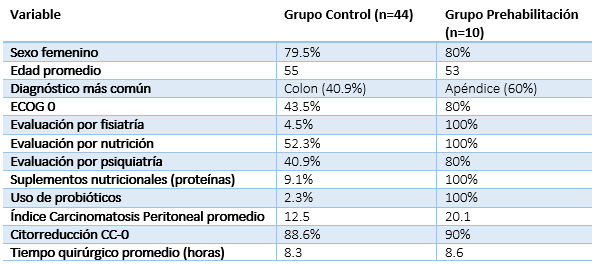 Variable Grupo Control (n=44) Grupo Prehabilitación
(n=10)
Sexo femenino 79.5% 80%
Edad promedio 55 53
Diagnóstico más común Colon (40.9%) Apéndice (60%)
ECOG 0 43.5% 80%
Evaluación por fisiatría 4.5% 100%
Evaluación por nutrición 52.3% 100%
Evaluación por psiquiatría 40.9% 80%
Suplementos nutricionales (proteínas) 9.1% 100%
Uso de probióticos 2.3% 100%
Índice Carcinomatosis Peritoneal promedio 12.5 20.1
Citorreducción CC-0 88.6% 90%
Tiempo quirúrgico promedio (horas) 8.3 8.6